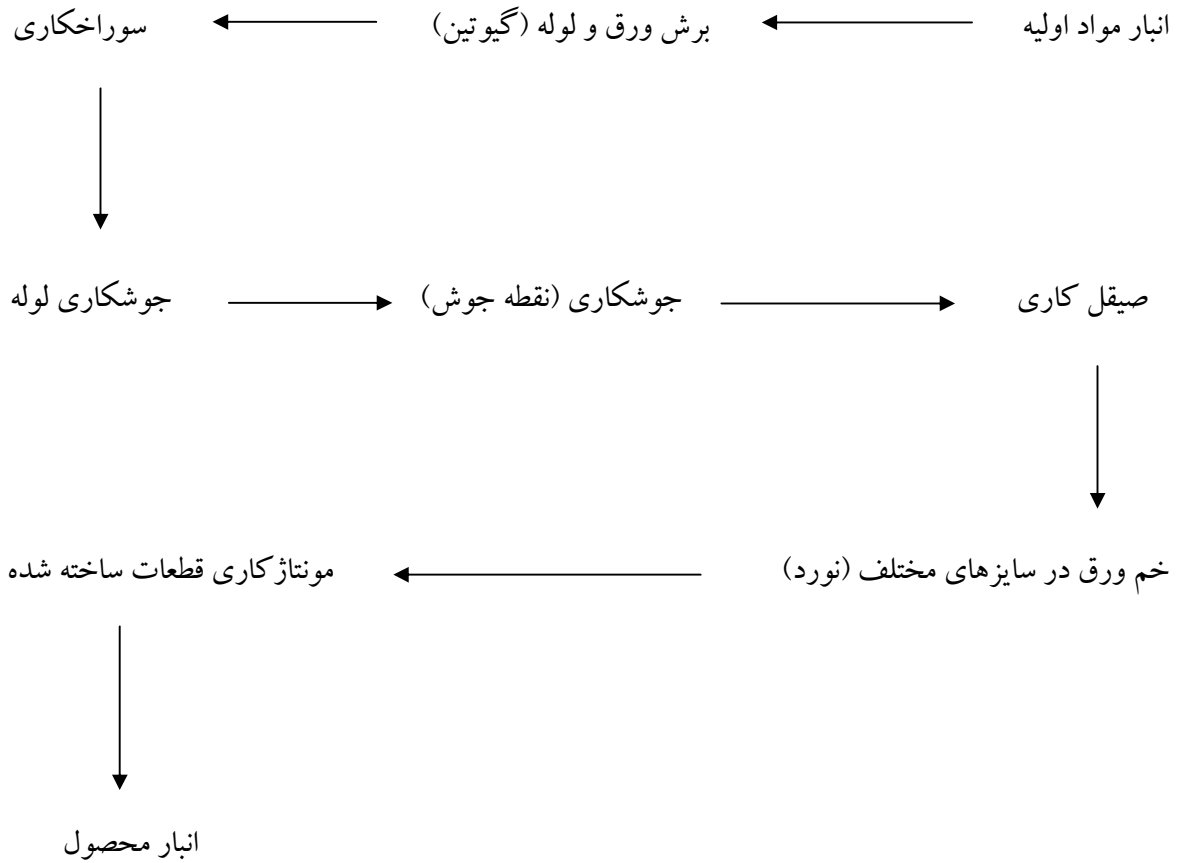 انبار مواد اولیه
برش ورق و لوله (گیوتین)
سوراخکاری
جوشکاری لوله
جوشکاری (نقطه جوش)
صیقل کاری
خم ورق در سایزهای مختلف (نورد)
مونتاژکاری قطعات ساخته شده
انبار محصول